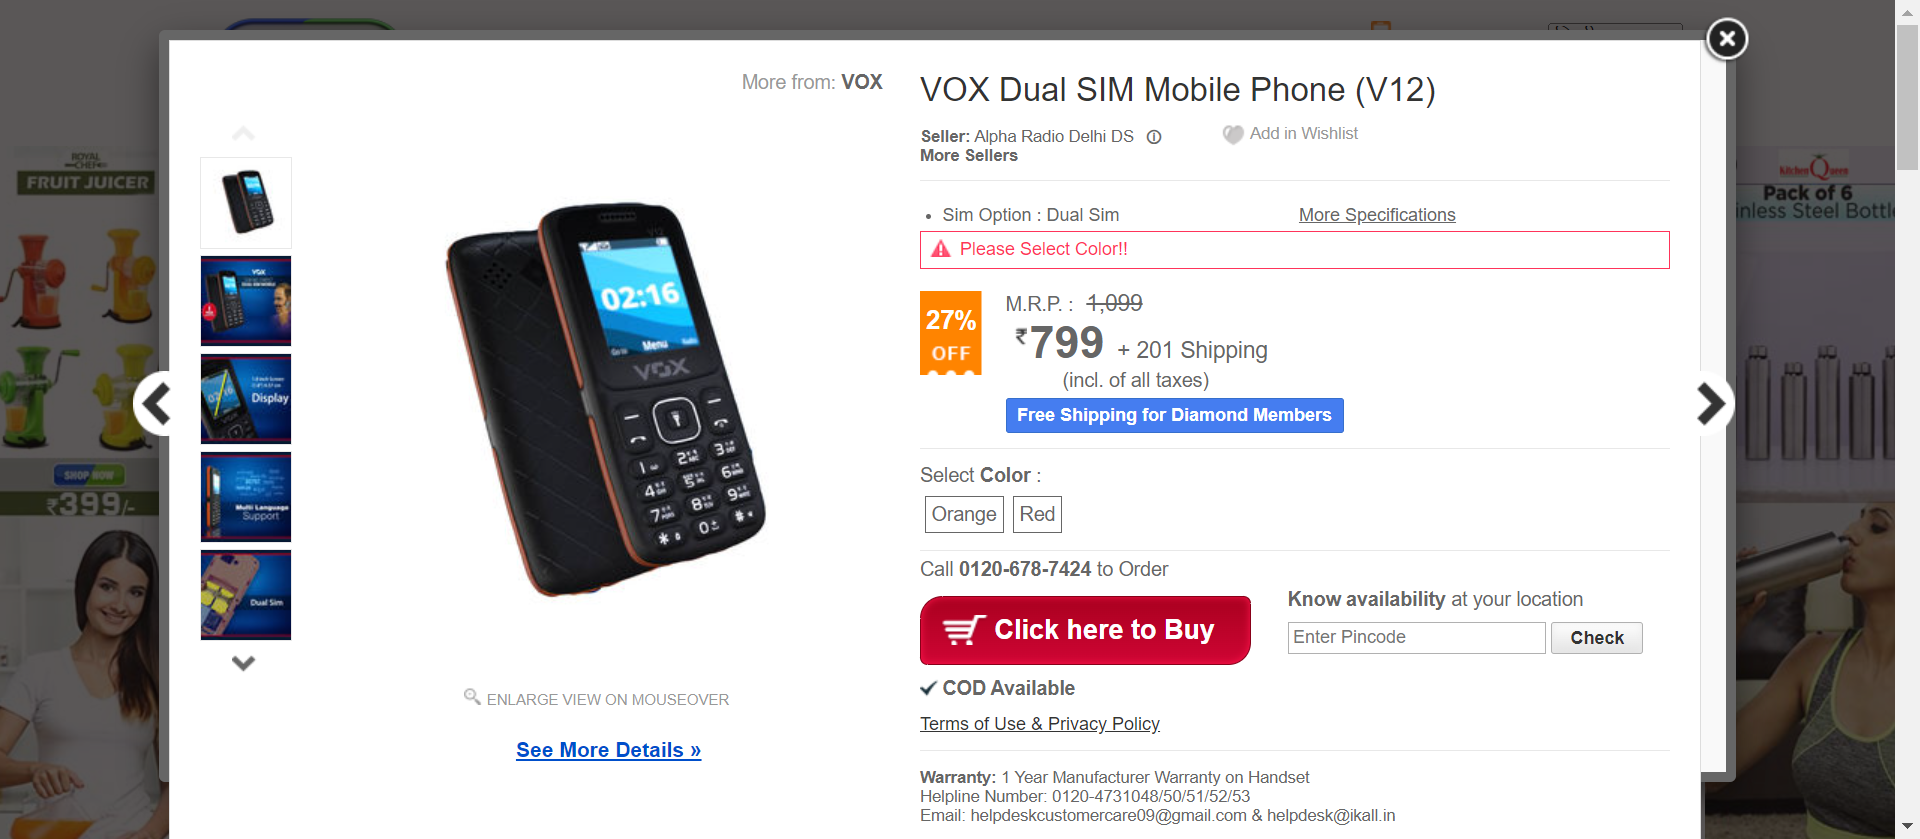 More from: VOX
VOX Dual SIM Mobile Phone (V12)
Seller: Alpha Radio Delhi DS
Add in Wishlist
More Sellers
Sim Option : Dual Sim
More Specifications
Please Select Color!!
27%
OFF
M.R.P. : 1,099
₹799 + 201 Shipping
(incl. of all taxes)
Free Shipping for Diamond Members
Select Color :
Orange
Red
Call 0120-678-7424 to Order
Click here to Buy
Know availability at your location
Enter Pincode
Check
COD Available
Terms of Use & Privacy Policy
Warranty: 1 Year Manufacturer Warranty on Handset
Helpline Number: 0120-4731048/50/51/52/53
Email: helpdeskcustomercare09@gmail.com & helpdesk@ikall.in
ENLARGE VIEW ON MOUSEOVER
See More Details »
V12
02:16
Menu
VOX
VOX
Display
Multi Language
Support
Dual Sim
ROYAL
CHEF
FRUIT JUICER
SHOP NOW
₹399/-
Kitchen Queen
Pack of 6
inless Steel Bottl